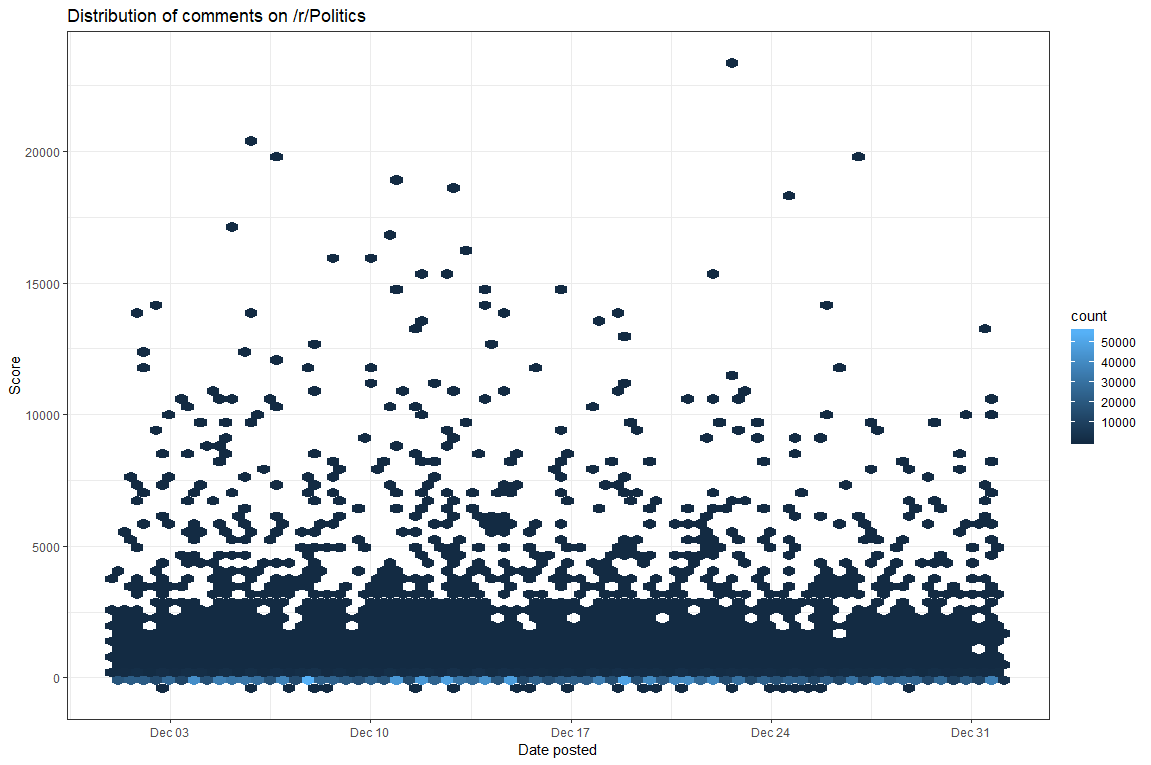 Distribution of comments on /r/Politics
20000
15000
10000
5000
0
Score
Dec 03
Dec 10
Dec 17
Dec 24
Dec 31
Date posted
count
50000
40000
30000
20000
10000